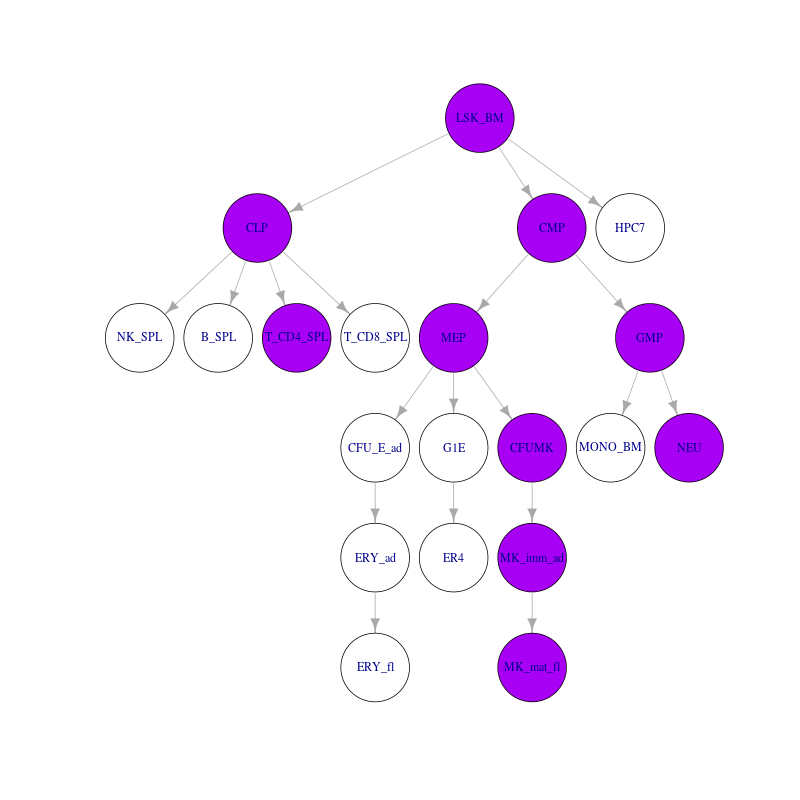 LSK_BM
CLP
CMP
HPC7
NK_SPL
B_SPL
T_CD4_SPL
T_CD8_SPL
MEP
GMP
CFU_E_ad
G1E
CFUMK
MONO_BM
NEU
ERY_ad
ER4
MK_imm_ad
ERY_fl
MK_mat_fl